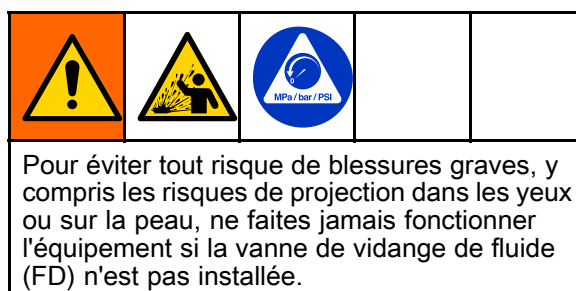 0
MPa/bar/PSI
Pour éviter tout risque de blessures graves, y
compris les risques de projection dans les yeux
ou sur la peau, ne faites jamais fonctionner
l'équipement si la vanne de vidange de fluide
(FD) n'est pas installée.